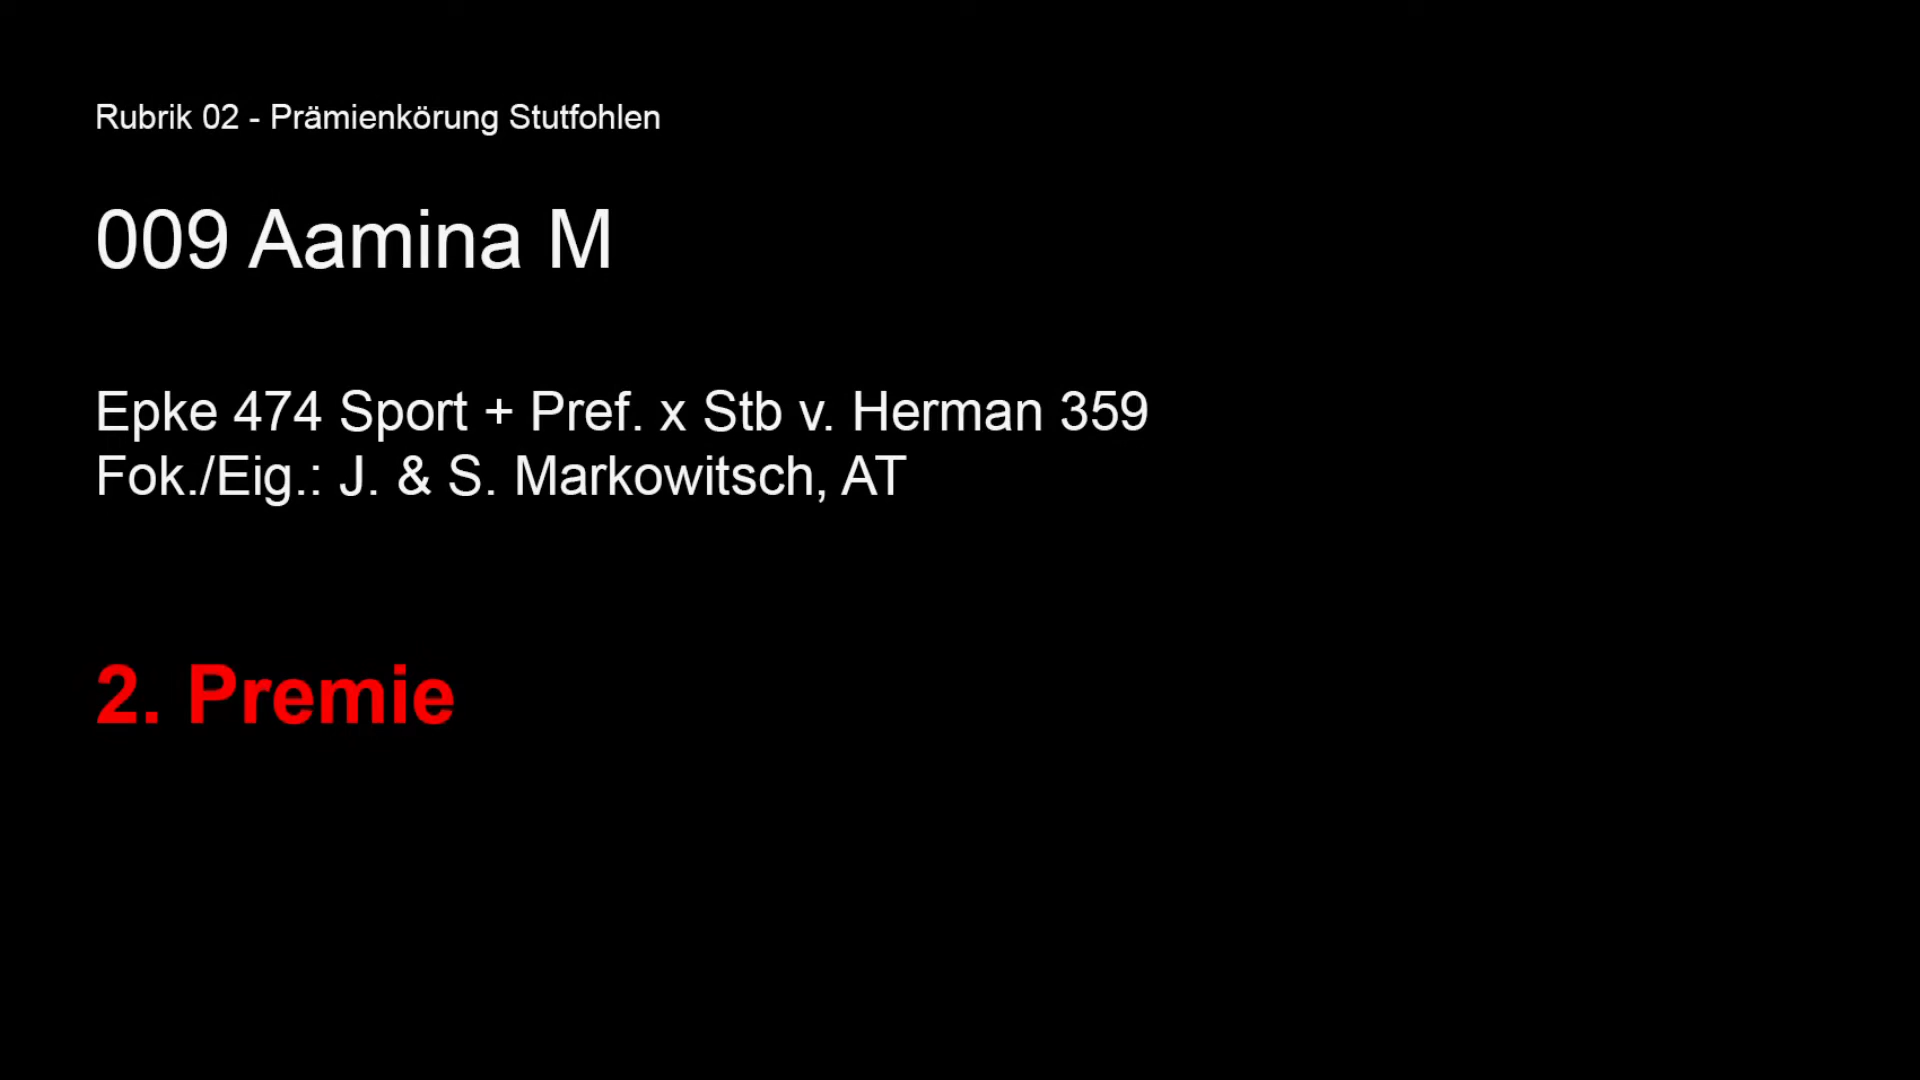 Rubrik 02 - Prämienkörung Stutfohlen
009 Aamina M
Epke 474 Sport + Pref. x Stb v. Herman 359
Fok./Eig.: J. & S. Markowitsch, AT
2. Premie